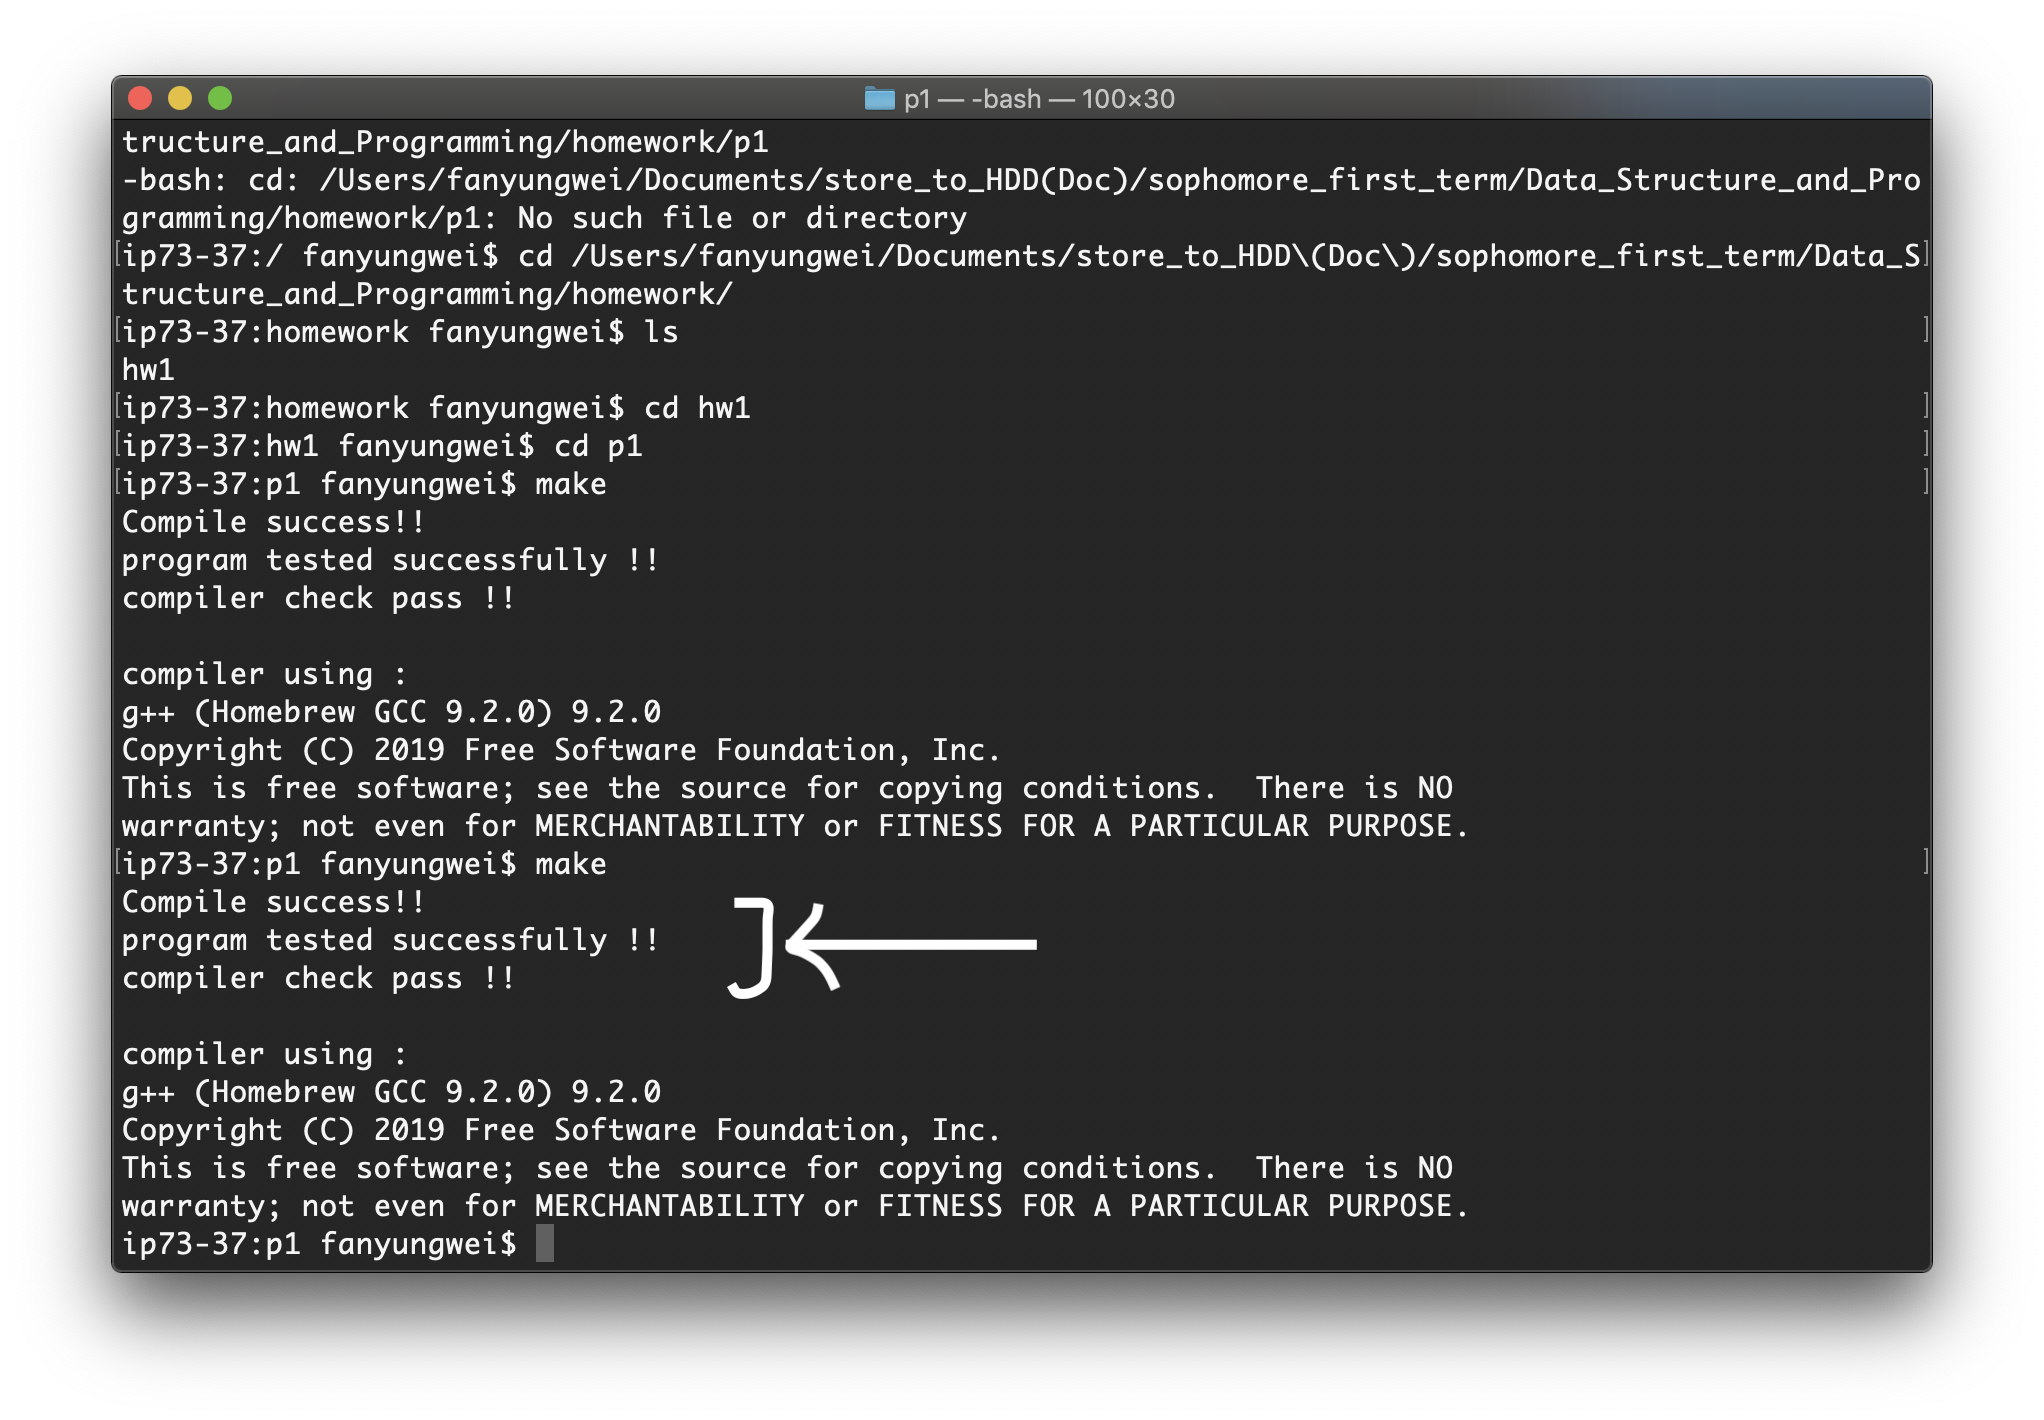 p1 — -bash — 100×30
tructure_and_Programming/homework/p1
-bash: cd: /Users/fanyungwei/Documents/store_to_HDD(Doc)/sophomore_first_term/Data_Structure_and_Pro
gramming/homework/p1: No such file or directory
[ip73-37:/ fanyungwei$ cd /Users/fanyungwei/Documents/store_to_HDD\(Doc\)/sophomore_first_term/Data_S]
tructure_and_Programming/homework/
[ip73-37:homework fanyungwei$ ls ]
hw1
[ip73-37:homework fanyungwei$ cd hw1 ]
[ip73-37:hw1 fanyungwei$ cd p1 ]
[ip73-37:p1 fanyungwei$ make ]
Compile success!!
program tested successfully !!
compiler check pass !!
compiler using :
g++ (Homebrew GCC 9.2.0) 9.2.0
Copyright (C) 2019 Free Software Foundation, Inc.
This is free software; see the source for copying conditions.  There is NO
warranty; not even for MERCHANTABILITY or FITNESS FOR A PARTICULAR PURPOSE.
[ip73-37:p1 fanyungwei$ make ]
Compile success!!
program tested successfully !!
compiler check pass !!
compiler using :
g++ (Homebrew GCC 9.2.0) 9.2.0
Copyright (C) 2019 Free Software Foundation, Inc.
This is free software; see the source for copying conditions.  There is NO
warranty; not even for MERCHANTABILITY or FITNESS FOR A PARTICULAR PURPOSE.
ip73-37:p1 fanyungwei$